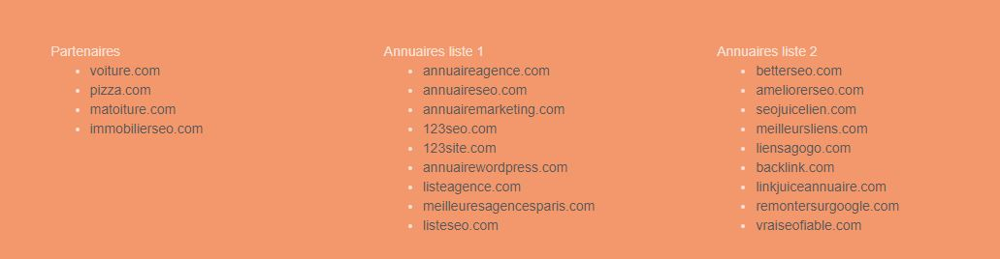 Partenaires
voiture.com
pizza.com
matoiture.com
immobilierseo.com
Annuaires liste 1
annuaireagence.com
annuaireseo.com
annuairemarketing.com
123seo.com
123site.com
annuairewordpress.com
listeagence.com
meilleuresagencesparis.com
listeseo.com
Annuaires liste 2
betterseo.com
ameliorerseo.com
seojuicelien.com
meilleursliens.com
liensagogo.com
backlink.com
linkjuiceannuaire.com
remontersurgoogle.com
vraiseofiable.com